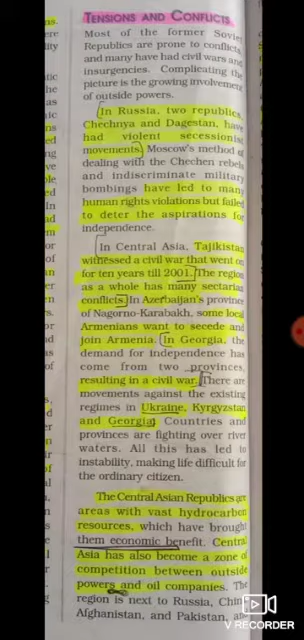 TENSIONS AND CONFLICTS
Most of the former Soviet
Republics are prone to conflicts,
and many have had civil wars and
insurgencies. Complicating the
picture is the growing involvement
of outside powers.
In Russia, two republics,
Chechnya and Dagestan, have
had violent secessionist
movements. Moscow's method of
dealing with the Chechen rebels
and indiscriminate military
bombings have led to many
human rights violations but failed
to deter the aspirations for
independence.
In Central Asia, Tajikistan
witnessed a civil war that went on
for ten years till 2001. The region
as a whole has many sectarian
conflicts. In Azerbaijan's province
of Nagorno-Karabakh, some local
Armenians want to secede and
join Armenia. In Georgia, the
demand for independence has
come from two provinces,
resulting in a civil war. There are
movements against the existing
regimes in Ukraine, Kyrgyzstan
and Georgia. Countries and
provinces are fighting over river
waters. All this has led to
instability, making life difficult for
the ordinary citizen.
The Central Asian Republics are
areas with vast hydrocarbon
resources, which have brought
them economic benefit. Central
Asia has also become a zone of
competition between outside
powers and oil companies. The
region is next to Russia, China,
Afghanistan, and Pakistan, and
V RECORDER